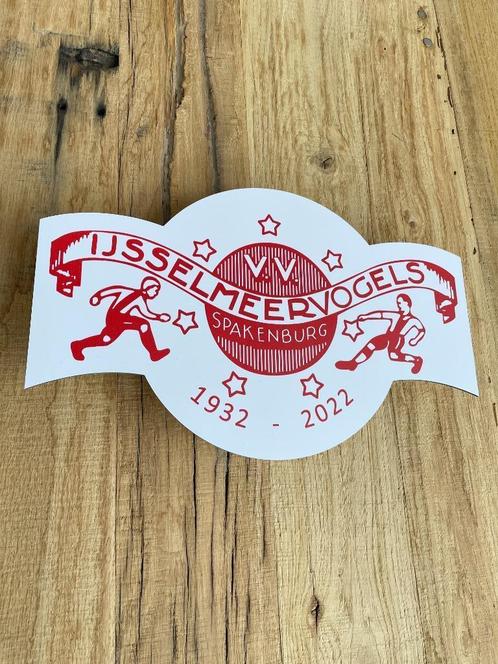 V.V.
IJSSELMEERVOGELS
SPAKENBURG
1932 - 2022